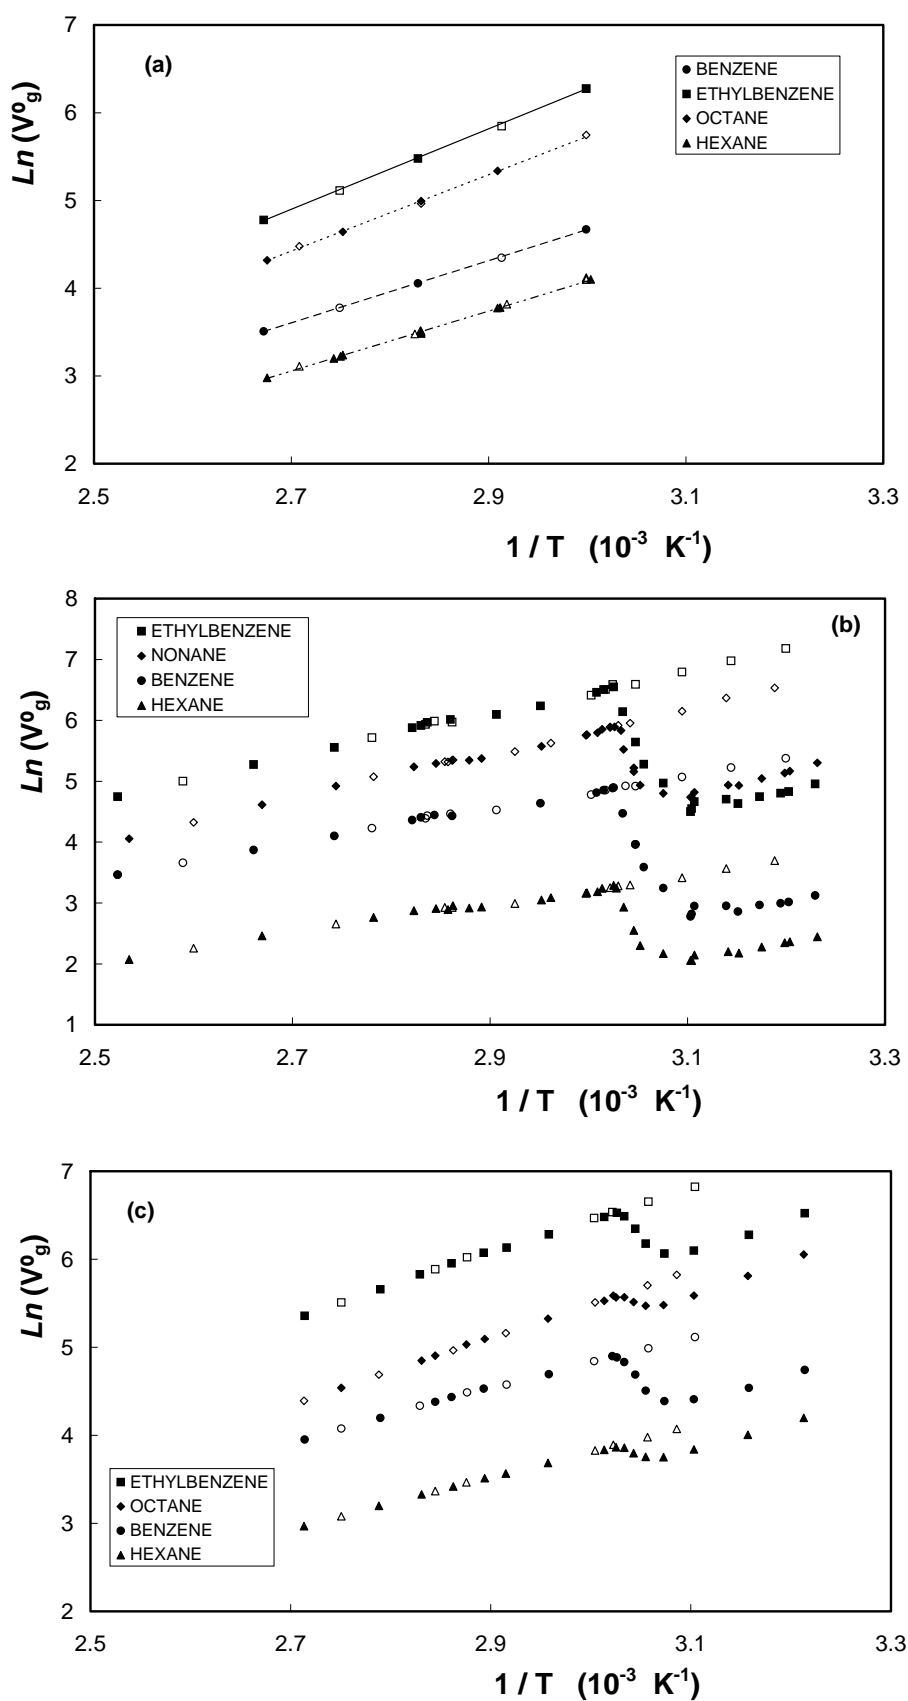 7
(a)
BENZENE
ETHYLBENZENE
OCTANE
HEXANE
6
5
4
3
2
Ln (V⁰g)
2.5 2.7 2.9 3.1 3.3
1 / T (10⁻³ K⁻¹)
8
ETHYLBENZENE
NONANE
BENZENE
HEXANE
(b)
7
6
5
4
3
2
1
Ln (V⁰g)
2.5 2.7 2.9 3.1 3.3
1 / T (10⁻³ K⁻¹)
7
(c)
6
5
4
3
2
Ln (V⁰g)
ETHYLBENZENE
OCTANE
BENZENE
HEXANE
2.5 2.7 2.9 3.1 3.3
1 / T (10⁻³ K⁻¹)